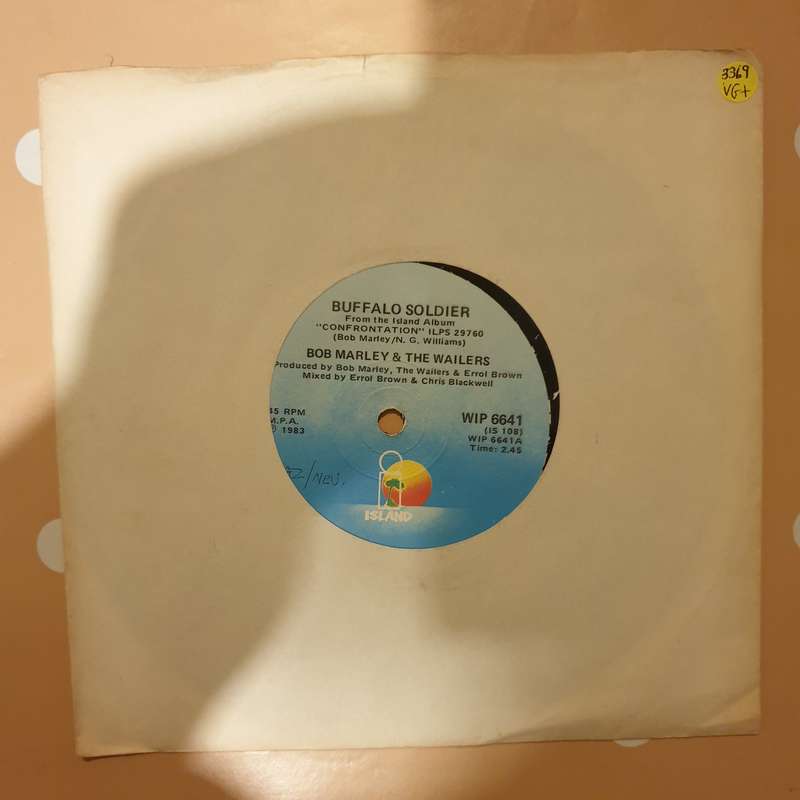 3369
VG+
BUFFALO SOLDIER
From the Island Album
"CONFRONTATION" ILPS 29760
(Bob Marley/N. G. Williams)
BOB MARLEY & THE WAILERS
Produced by Bob Marley, The Wailers & Errol Brown
Mixed by Errol Brown & Chris Blackwell
45 RPM
M.P.A.
℗ 1983
WIP 6641
(IS 108)
WIP 6641A
Time: 2.45
ISLAND